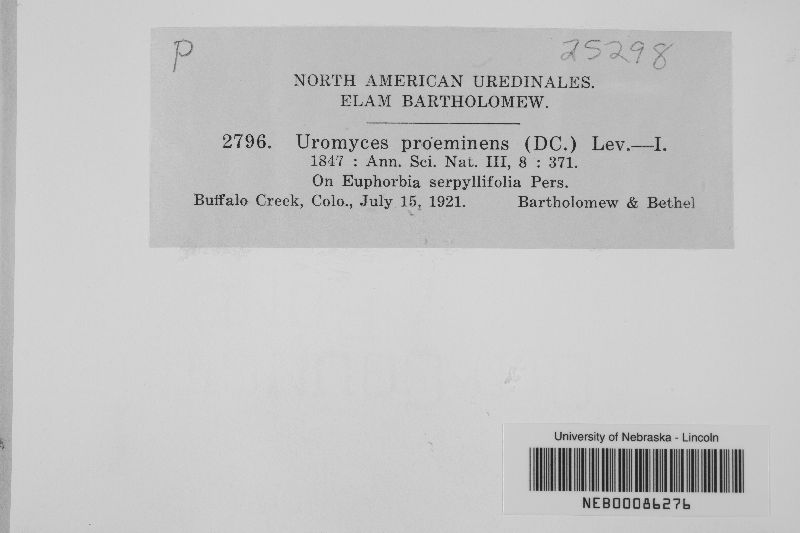 P 25298
NORTH AMERICAN UREDINALES.
ELAM BARTHOLOMEW.
2796. Uromyces proeminens (DC.) Lev.—I.
1847 : Ann. Sci. Nat. III, 8 : 371.
On Euphorbia serpyllifolia Pers.
Buffalo Creek, Colo., July 15, 1921. Bartholomew & Bethel
University of Nebraska - Lincoln
NEB00086276